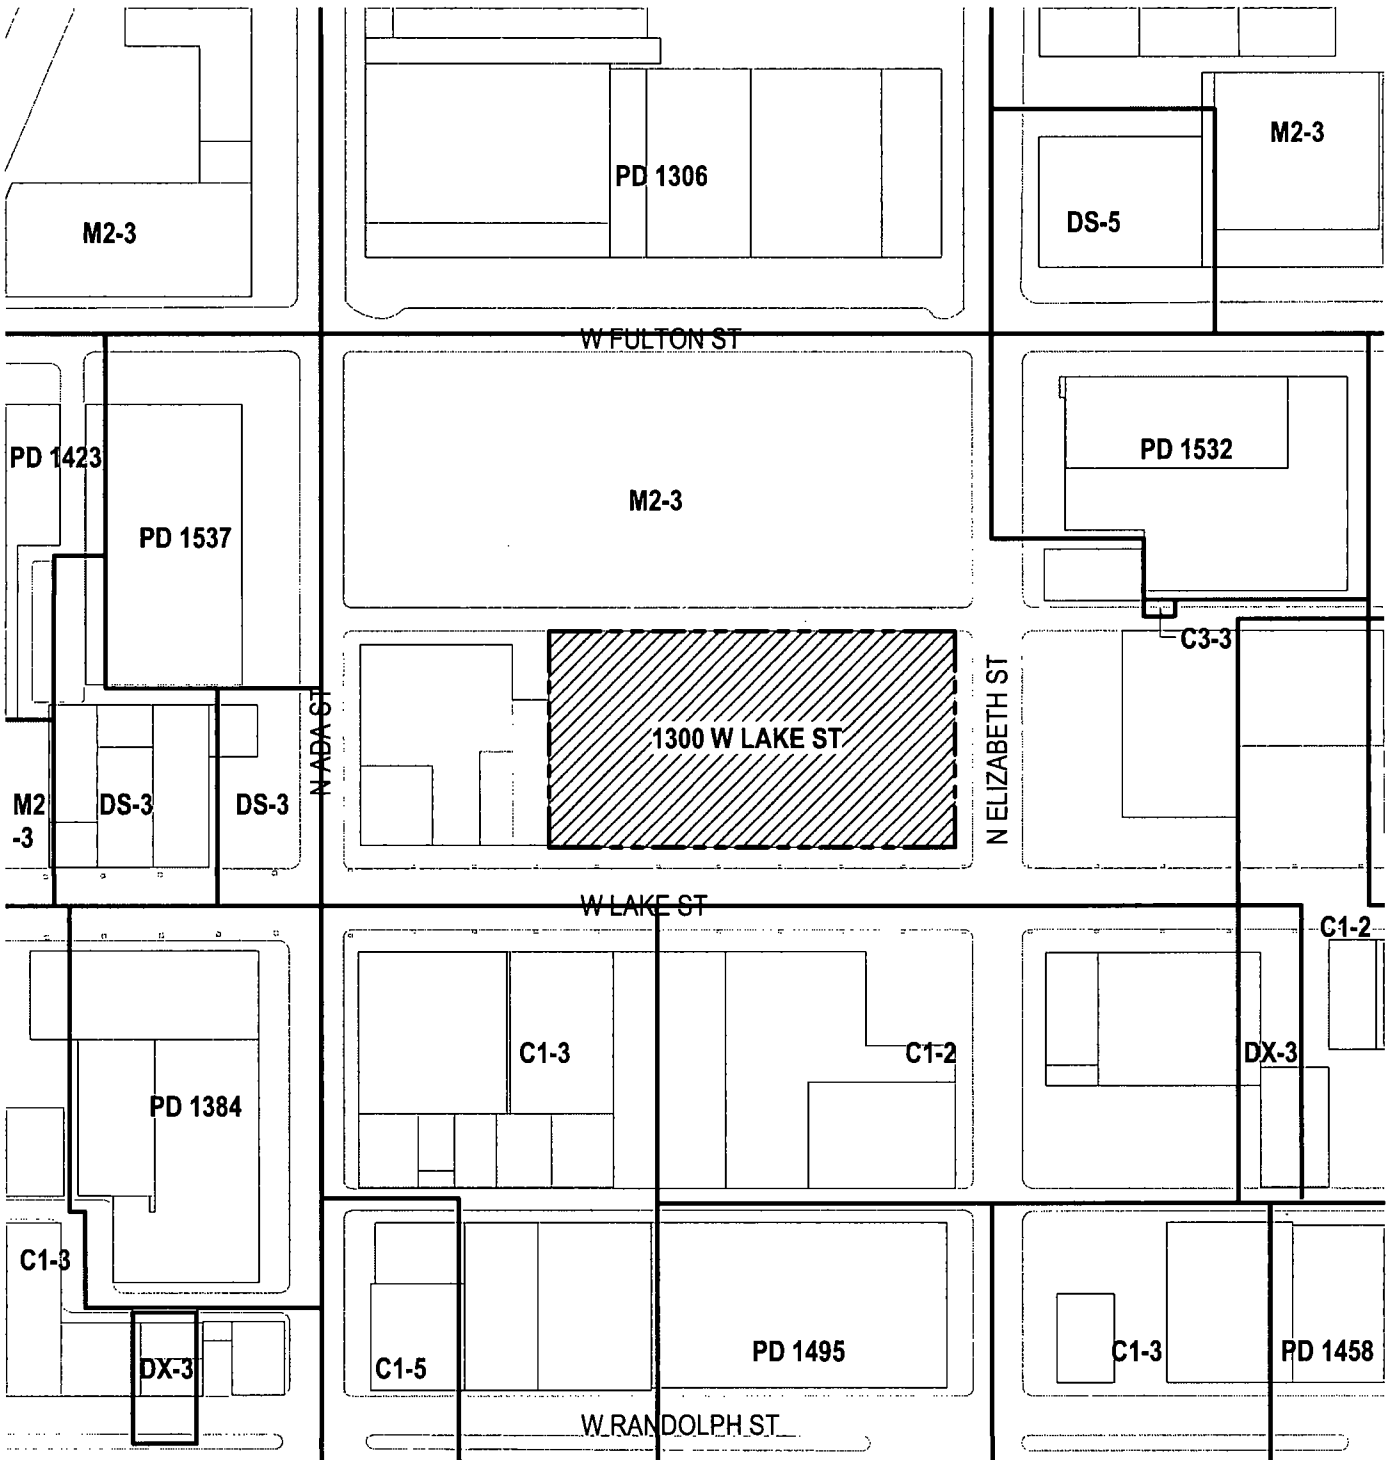 M2-3
PD 1306
M2-3
DS-5
W FULTON ST
PD 1423
PD 1537
M2-3
PD 1532
C3-3
N ADA ST
1300 W LAKE ST
N ELIZABETH ST
M2
-3
DS-3
DS-3
W LAKE ST
C1-2
C1-3
C1-2
DX-3
PD 1384
C1-3
DX-3
C1-5
PD 1495
C1-3
PD 1458
W RANDOLPH ST